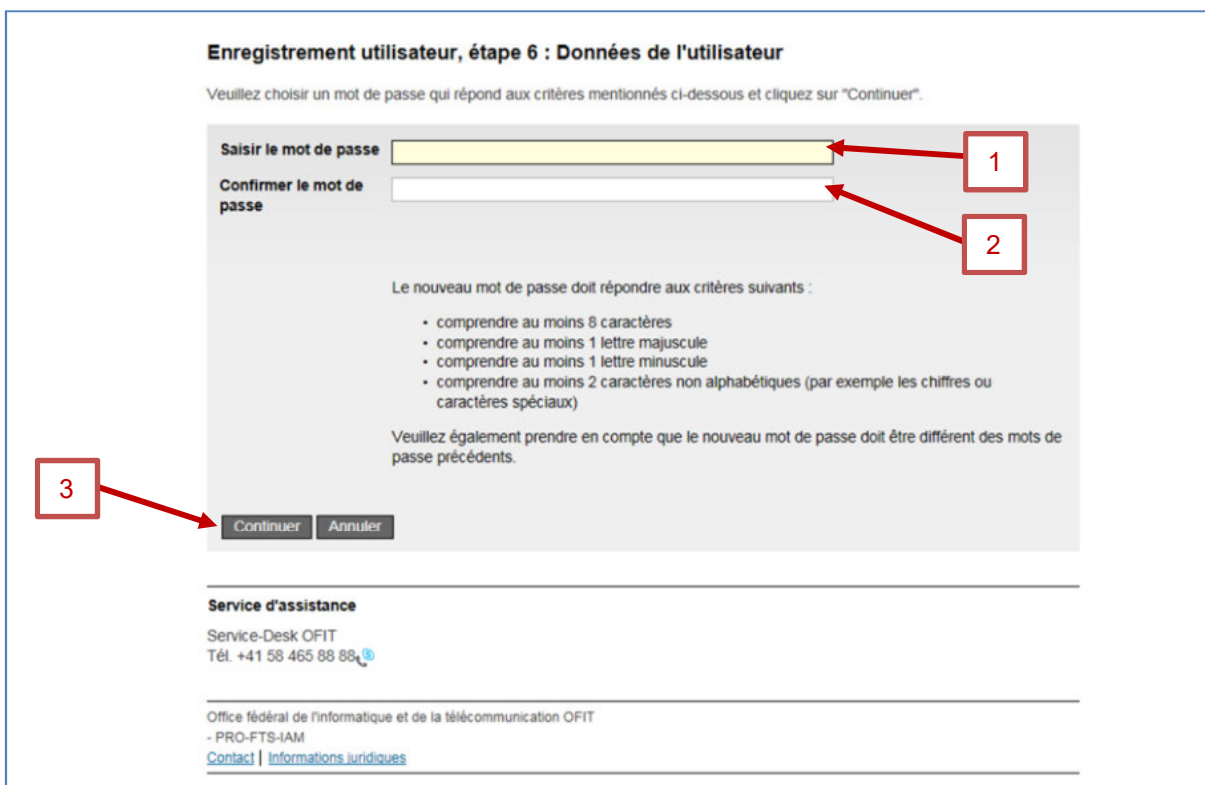 Enregistrement utilisateur, étape 6 : Données de l'utilisateur
Veuillez choisir un mot de passe qui répond aux critères mentionnés ci-dessous et cliquez sur "Continuer".
Saisir le mot de passe
1
Confirmer le mot de
passe
2
Le nouveau mot de passe doit répondre aux critères suivants :
• comprendre au moins 8 caractères
• comprendre au moins 1 lettre majuscule
• comprendre au moins 1 lettre minuscule
• comprendre au moins 2 caractères non alphabétiques (par exemple les chiffres ou
caractères spéciaux)
Veuillez également prendre en compte que le nouveau mot de passe doit être différent des mots de
passe précédents.
3
Continuer Annuler
Service d'assistance
Service-Desk OFIT
Tél. +41 58 465 88 88
Office fédéral de l'informatique et de la télécommunication OFIT
- PRO-FTS-IAM
Contact | Informations juridiques